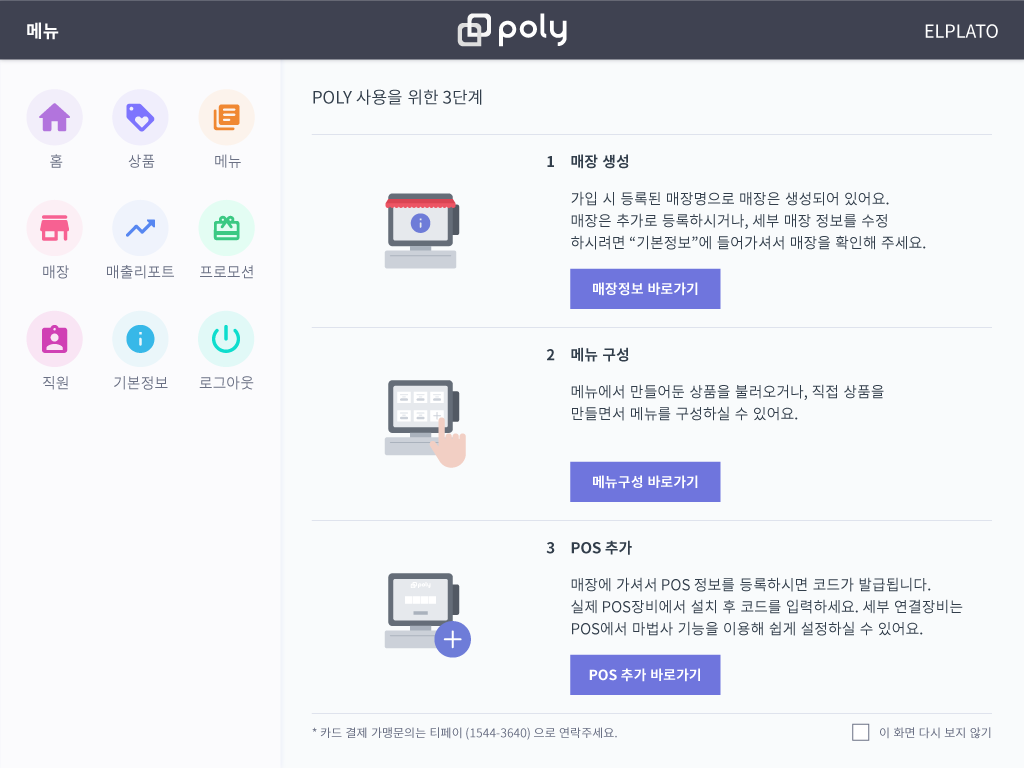 메뉴
poly
ELPLATO
홈
상품
메뉴
매장
매출리포트
프로모션
직원
기본정보
로그아웃
POLY 사용을 위한 3단계
1 매장 생성
가입 시 등록된 매장명으로 매장은 생성되어 있어요.
매장은 추가로 등록하시거나, 세부 매장 정보를 수정
하시려면 “기본정보”에 들어가셔서 매장을 확인해 주세요.
매장정보 바로가기
2 메뉴 구성
메뉴에서 만들어둔 상품을 불러오거나, 직접 상품을
만들면서 메뉴를 구성하실 수 있어요.
메뉴구성 바로가기
3 POS 추가
poly
매장에 가셔서 POS 정보를 등록하시면 코드가 발급됩니다.
실제 POS장비에서 설치 후 코드를 입력하세요. 세부 연결장비는
POS에서 마법사 기능을 이용해 쉽게 설정하실 수 있어요.
POS 추가 바로가기
* 카드 결제 가맹문의는 티페이 (1544-3640) 으로 연락주세요.
이 화면 다시 보지 않기